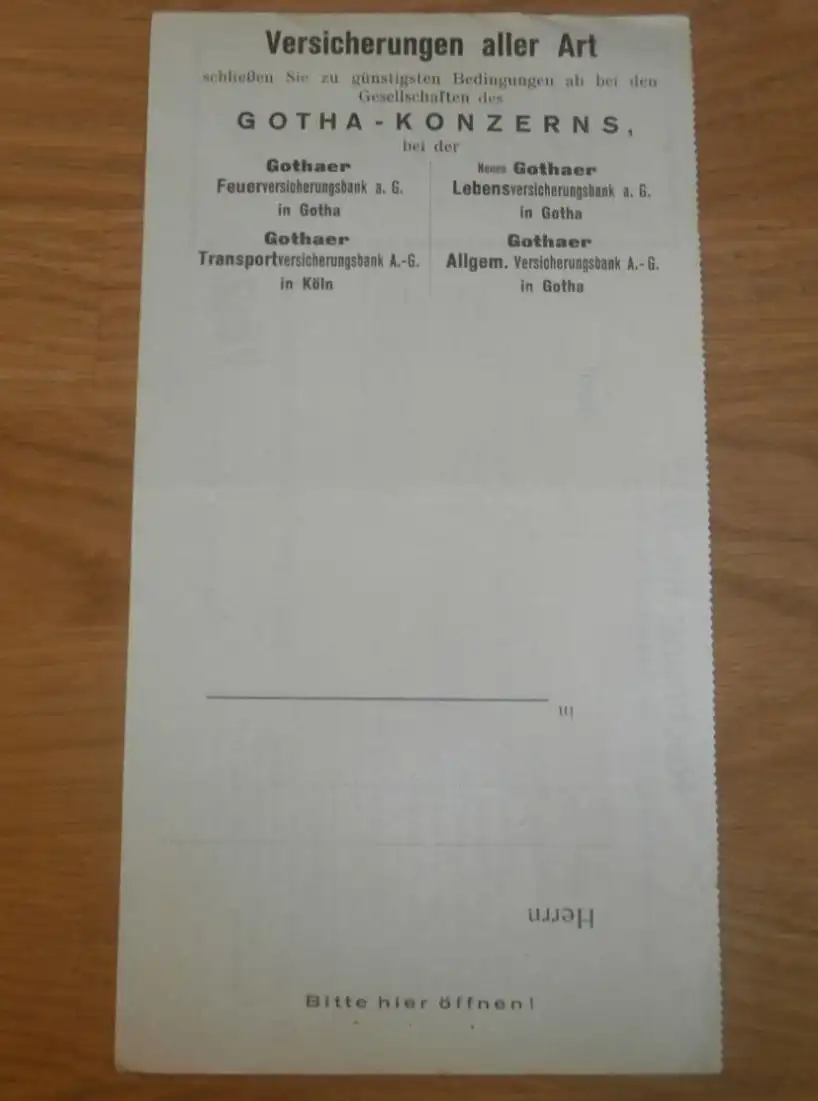 Versicherungen aller Art
schließen Sie zu günstigsten Bedingungen ab bei den
Gesellschaften des
GOTHA-KONZERNS,
bei der
Gothaer
Feuerversicherungsbank a. G.
in Gotha
Neues Gothaer
Lebensversicherungsbank a. G.
in Gotha
Gothaer
Transportversicherungsbank A.-G.
in Köln
Gothaer
Allgem. Versicherungsbank A.-G.
in Gotha
in
Herrn
Bitte hier öffnen!